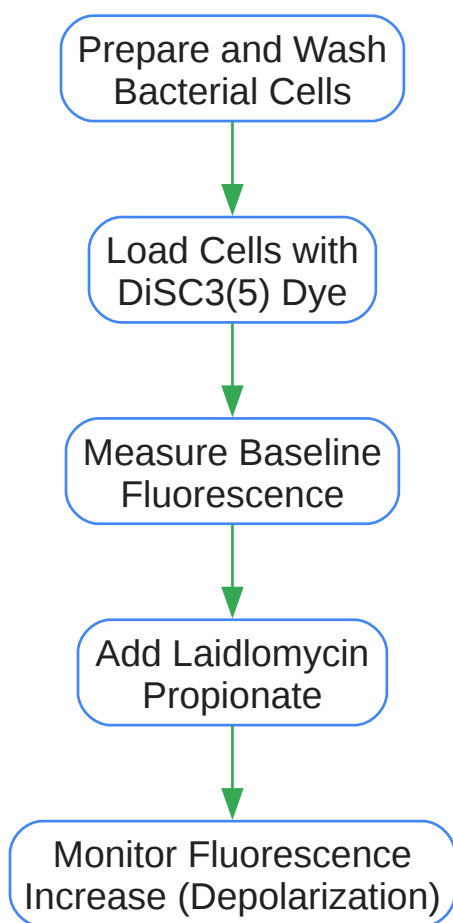 Prepare and Wash
Bacterial Cells
Load Cells with
DiSC3(5) Dye
Measure Baseline
Fluorescence
Add Laidlomycin
Propionate
Monitor Fluorescence
Increase (Depolarization)